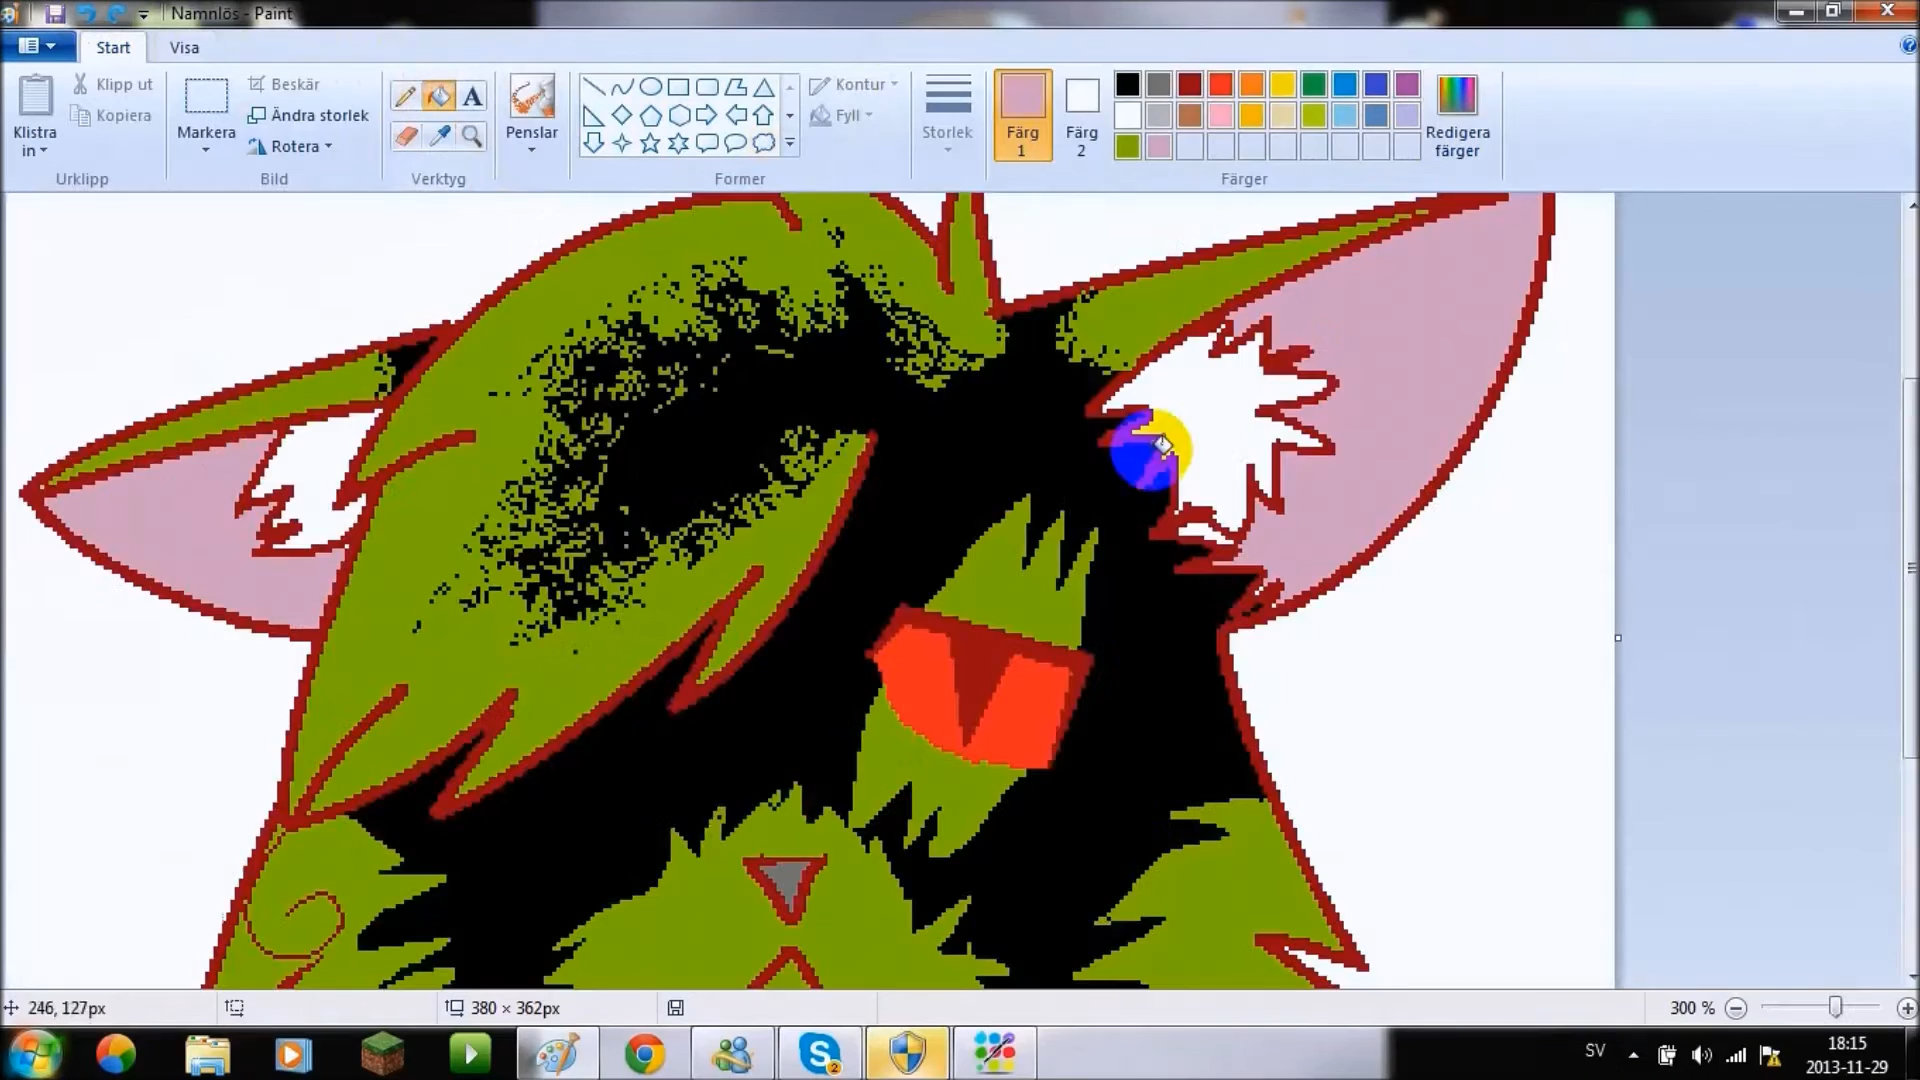 Namnlös - Paint
Start
Visa
Klistra in
Klipp ut
Kopiera
Urklipp
Markera
Beskär
Ändra storlek
Rotera
Bild
A
Verktyg
Penslar
Former
Kontur
Fyll
Storlek
Färg 1
Färg 2
Färger
Redigera färger
246, 127px
380 × 362px
300 %
S
2
SV
18:15
2013-11-29